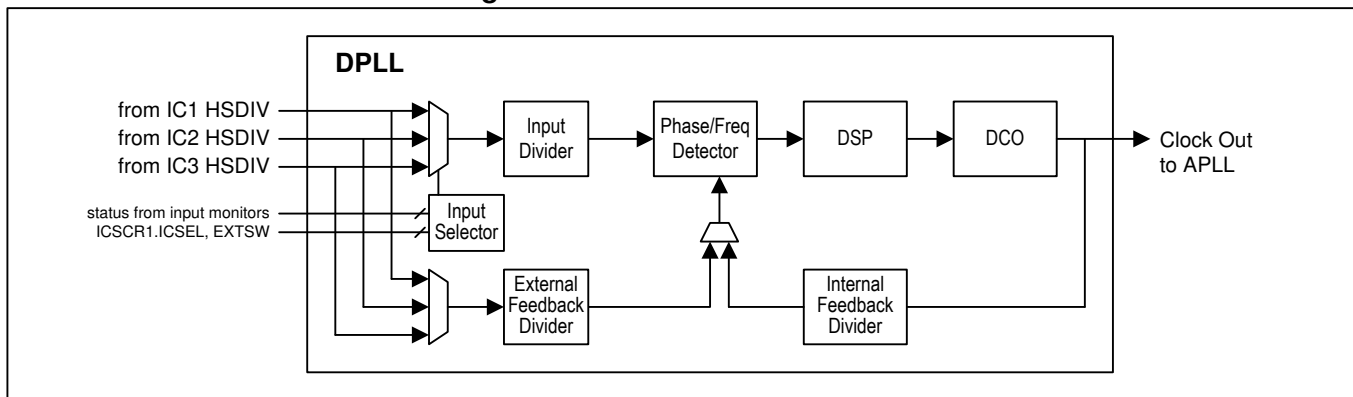 DPLL
from IC1 HSDIV
from IC2 HSDIV
from IC3 HSDIV
status from input monitors
ICSCR1.ICSEL, EXTSW
Input
Divider
Phase/Freq
Detector
DSP
DCO
Clock Out
to APLL
Input
Selector
External
Feedback
Divider
Internal
Feedback
Divider